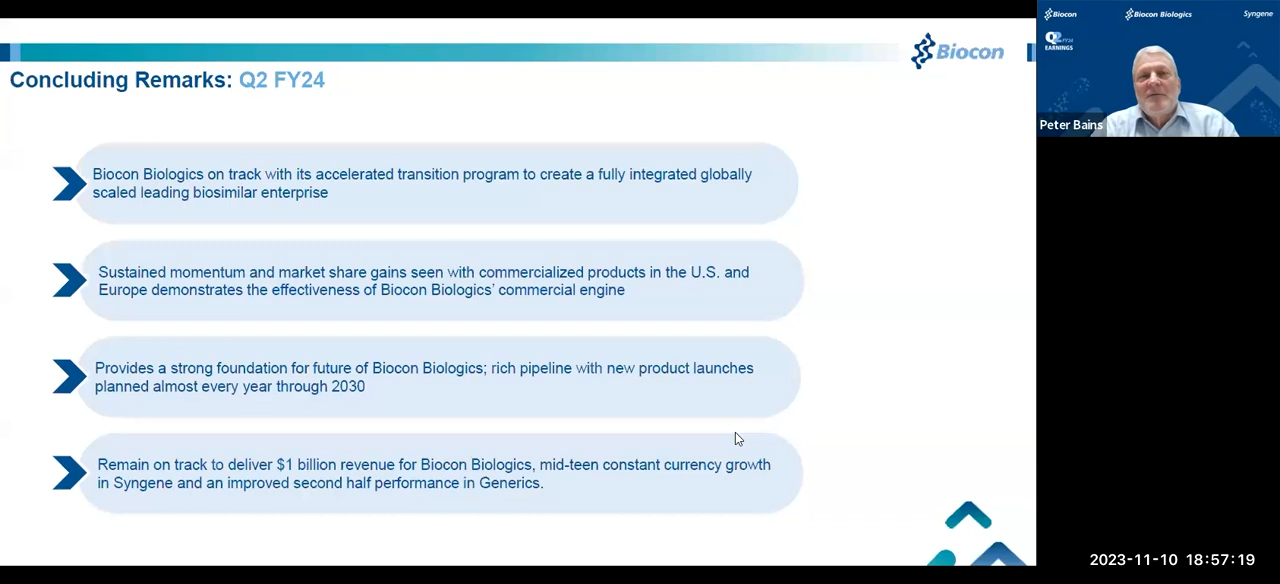 Concluding Remarks: Q2 FY24
Biocon
Biocon Biologics on track with its accelerated transition program to create a fully integrated globally
scaled leading biosimilar enterprise
Sustained momentum and market share gains seen with commercialized products in the U.S. and
Europe demonstrates the effectiveness of Biocon Biologics’ commercial engine
Provides a strong foundation for future of Biocon Biologics; rich pipeline with new product launches
planned almost every year through 2030
Remain on track to deliver $1 billion revenue for Biocon Biologics, mid-teen constant currency growth
in Syngene and an improved second half performance in Generics.
Biocon
Biocon Biologics
Syngene
Q2 FY24
EARNINGS
Peter Bains
2023-11-10 18:57:19